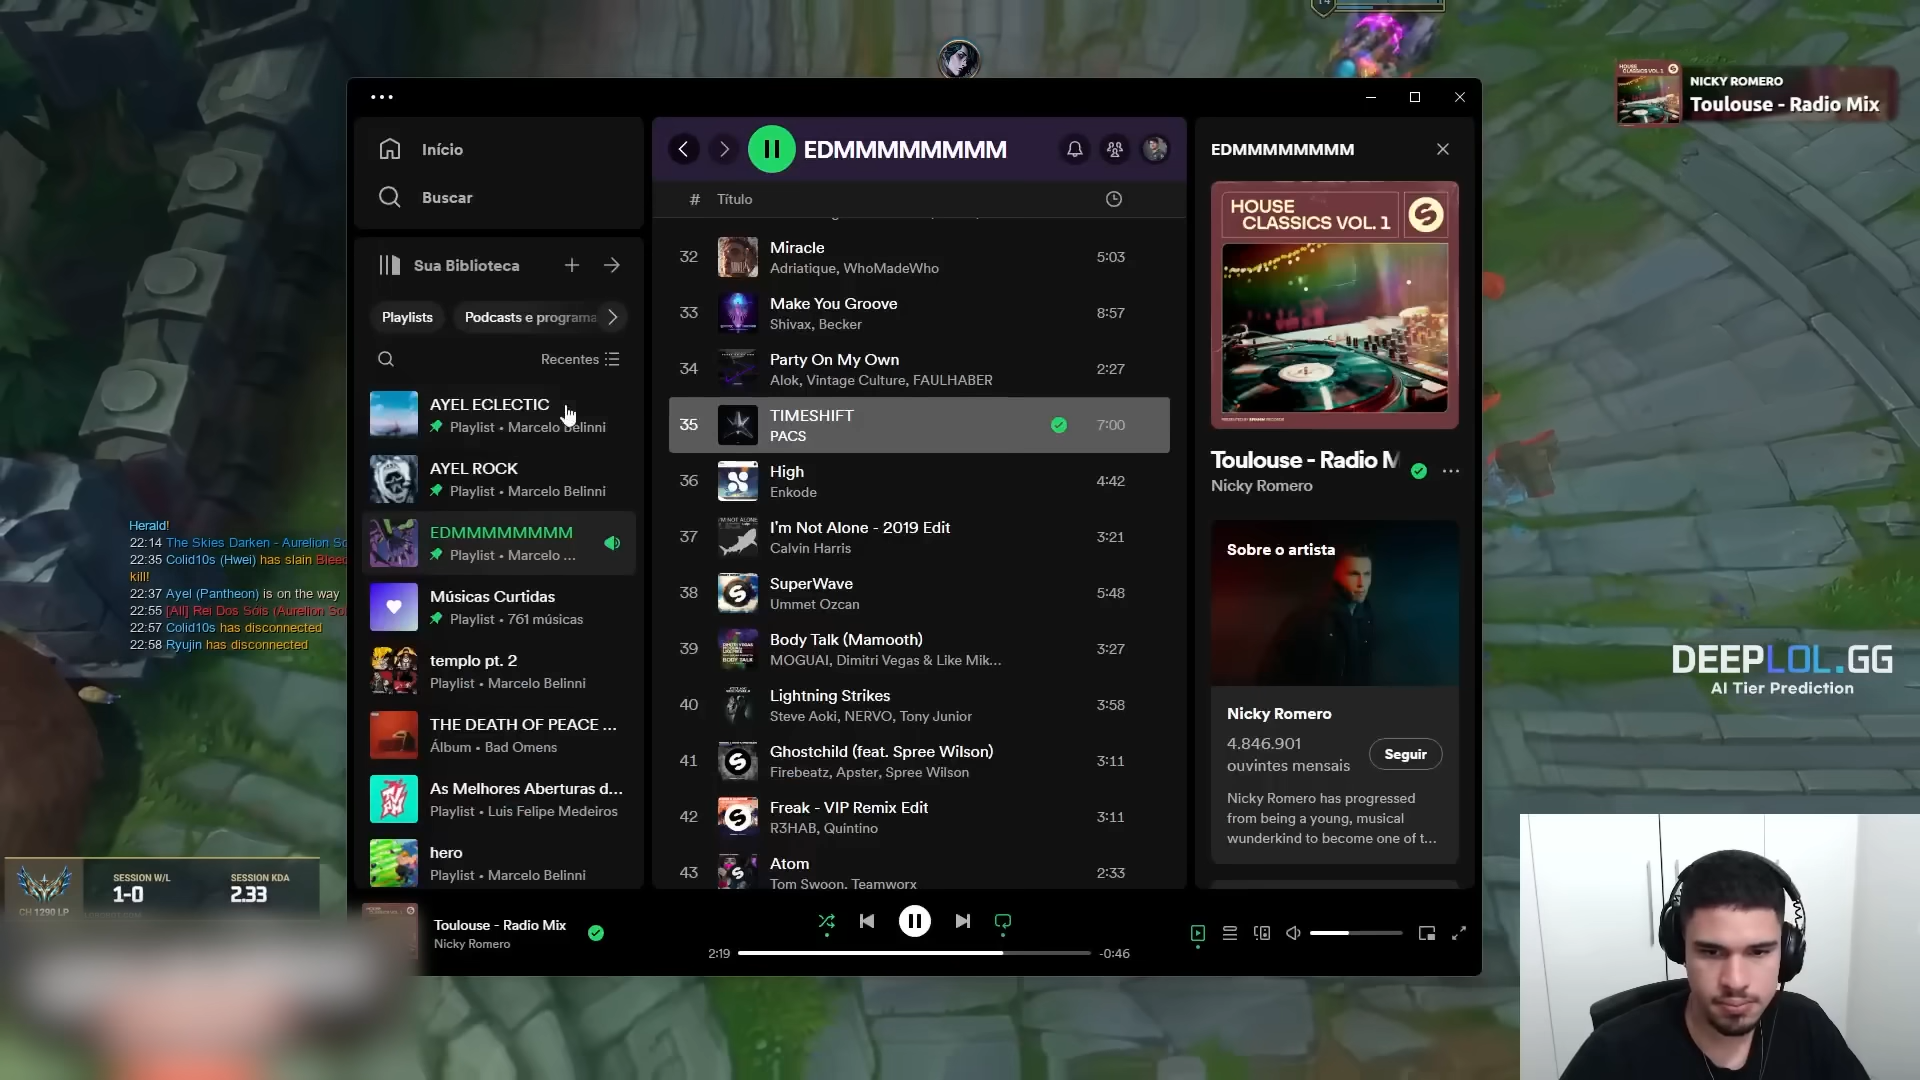 14
NICKY ROMERO
Toulouse - Radio Mix
Início
Buscar
Sua Biblioteca
Playlists
Podcasts e programa
Recentes
AYEL ECLECTIC
Playlist • Marcelo Belinni
AYEL ROCK
Playlist • Marcelo Belinni
EDMMMMMMMM
Playlist • Marcelo ...
Músicas Curtidas
Playlist • 761 músicas
templo pt. 2
Playlist • Marcelo Belinni
THE DEATH OF PEACE ...
Álbum • Bad Omens
As Melhores Aberturas d...
Playlist • Luis Felipe Medeiros
hero
Playlist • Marcelo Belinni
EDMMMMMMMM
# Título
32 Miracle 5:03
Adriatique, WhoMadeWho
33 Make You Groove 8:57
Shivax, Becker
34 Party On My Own 2:27
Alok, Vintage Culture, FAULHABER
35 TIMESHIFT 7:00
PACS
36 High 4:42
Enkode
37 I'm Not Alone - 2019 Edit 3:21
Calvin Harris
38 SuperWave 5:48
Ummet Ozcan
39 Body Talk (Mamooth) 3:27
MOGUAI, Dimitri Vegas & Like Mik...
40 Lightning Strikes 3:58
Steve Aoki, NERVO, Tony Junior
41 Ghostchild (feat. Spree Wilson) 3:11
Firebeatz, Apster, Spree Wilson
42 Freak - VIP Remix Edit 3:11
R3HAB, Quintino
43 Atom 2:33
Tom Swoon, Teamworx
EDMMMMMMMM
HOUSE
CLASSICS VOL. 1
Toulouse - Radio M
Nicky Romero
Sobre o artista
Nicky Romero
4.846.901
ouvintes mensais
Seguir
Nicky Romero has progressed
from being a young, musical
wunderkind to become one of t...
Toulouse - Radio Mix
Nicky Romero
2:19
-0:46
Herald!
22:14 The Skies Darken - Aurelion So
22:35 Colid10s (Hwei) has slain Bleed
kill!
22:37 Ayel (Pantheon) is on the way
22:55 [All] Rei Dos Sóis (Aurelion Sol
22:57 Colid10s has disconnected
22:58 Ryujin has disconnected
SESSION W/L
1-0
SESSION KDA
2.33
CH 1290 LP
DEEPLOL.GG
AI Tier Prediction